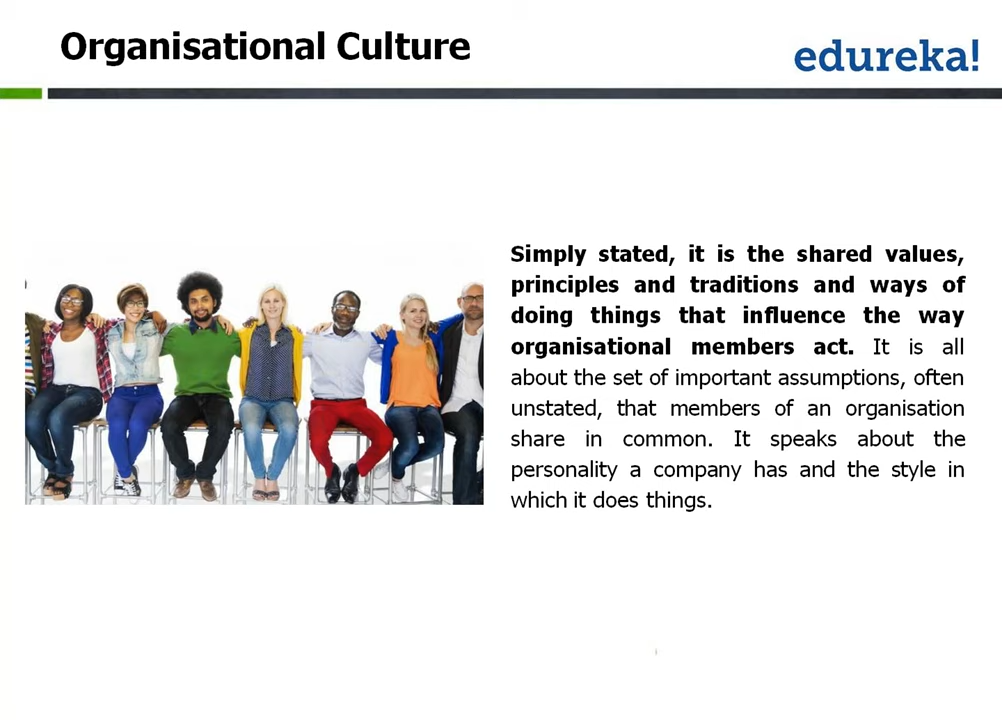 Organisational Culture
edureka!
Simply stated, it is the shared values,
principles and traditions and ways of
doing things that influence the way
organisational members act. It is all
about the set of important assumptions, often
unstated, that members of an organisation
share in common. It speaks about the
personality a company has and the style in
which it does things.